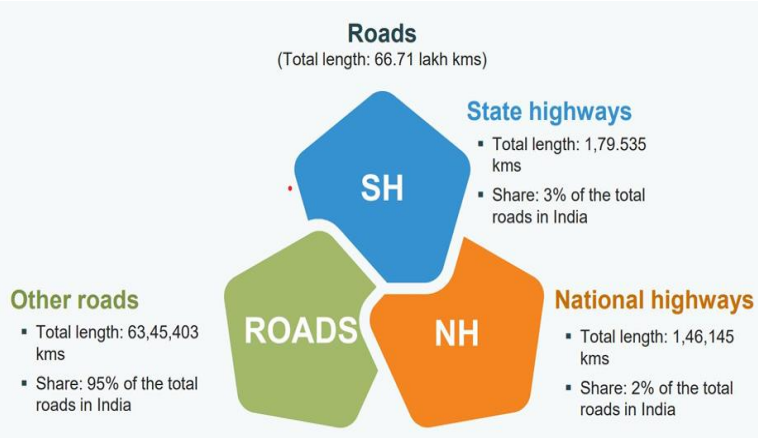 Roads
(Total length: 66.71 lakh kms)
State highways
▪ Total length: 1,79.535
kms
▪ Share: 3% of the total
roads in India
SH
Other roads
▪ Total length: 63,45,403
kms
▪ Share: 95% of the total
roads in India
ROADS
NH
National highways
▪ Total length: 1,46,145
kms
▪ Share: 2% of the total
roads in India